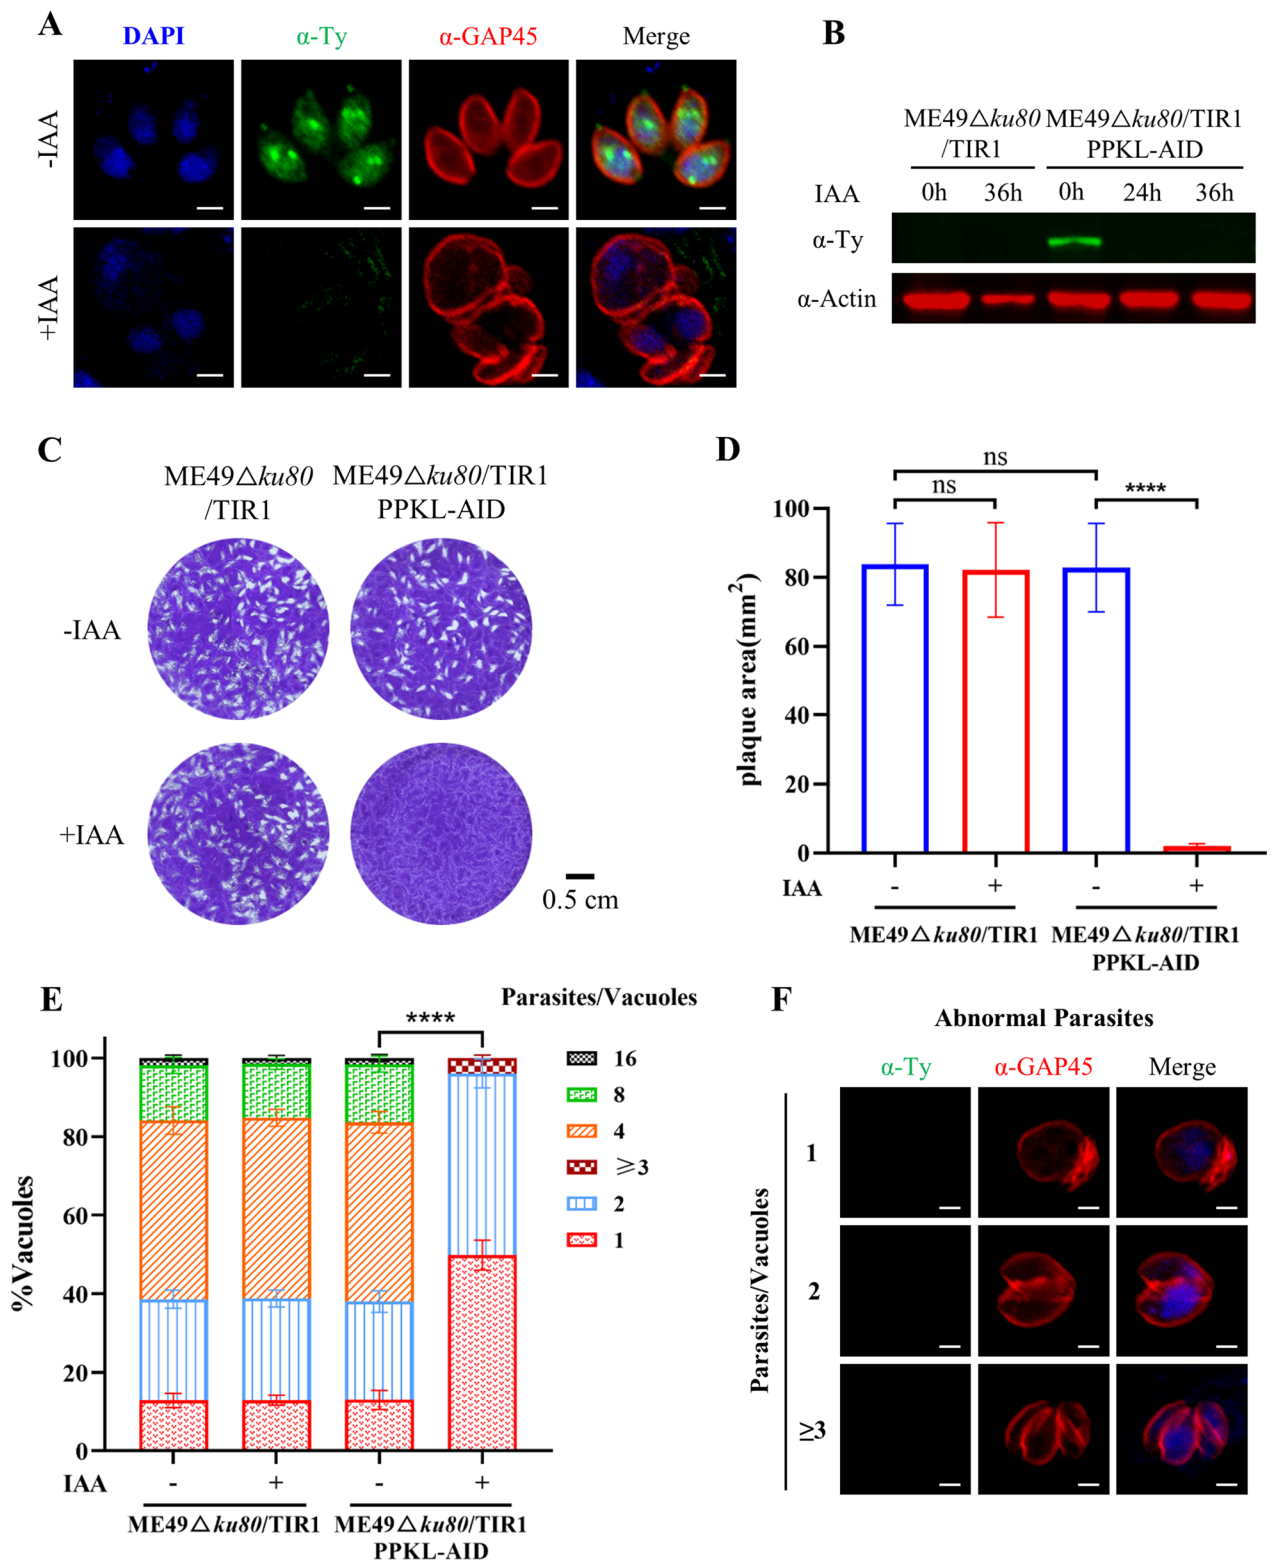 A
DAPI
α-Ty
α-GAP45
Merge
-IAA
+IAA
B
ME49△ku80
/TIR1
ME49△ku80/TIR1
PPKL-AID
IAA
0h
36h
0h
24h
36h
α-Ty
α-Actin
C
ME49△ku80
/TIR1
ME49△ku80/TIR1
PPKL-AID
-IAA
+IAA
0.5 cm
D
ns
ns
****
plaque area(mm²)
100
80
60
40
20
0
IAA
-
+
-
+
ME49△ku80/TIR1
ME49△ku80/TIR1
PPKL-AID
E
Parasites/Vacuoles
****
16
8
4
≥3
2
1
%Vacuoles
100
80
60
40
20
0
IAA
-
+
-
+
ME49△ku80/TIR1
ME49△ku80/TIR1
PPKL-AID
F
Abnormal Parasites
α-Ty
α-GAP45
Merge
Parasites/Vacuoles
1
2
≥3